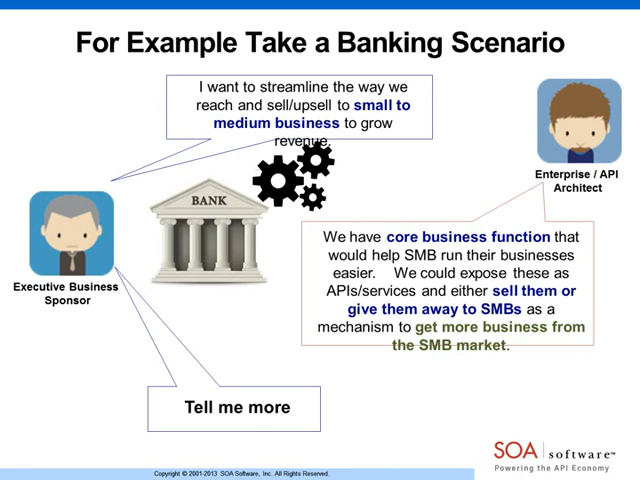 For Example Take a Banking Scenario
I want to streamline the way we
reach and sell/upsell to small to
medium business to grow
revenue.
Enterprise / API
Architect
BANK
Executive Business
Sponsor
We have core business function that
would help SMB run their businesses
easier. We could expose these as
APIs/services and either sell them or
give them away to SMBs as a
mechanism to get more business from
the SMB market.
Tell me more
SOA software™
Powering the API Economy
Copyright © 2001-2013 SOA Software, Inc. All Rights Reserved.